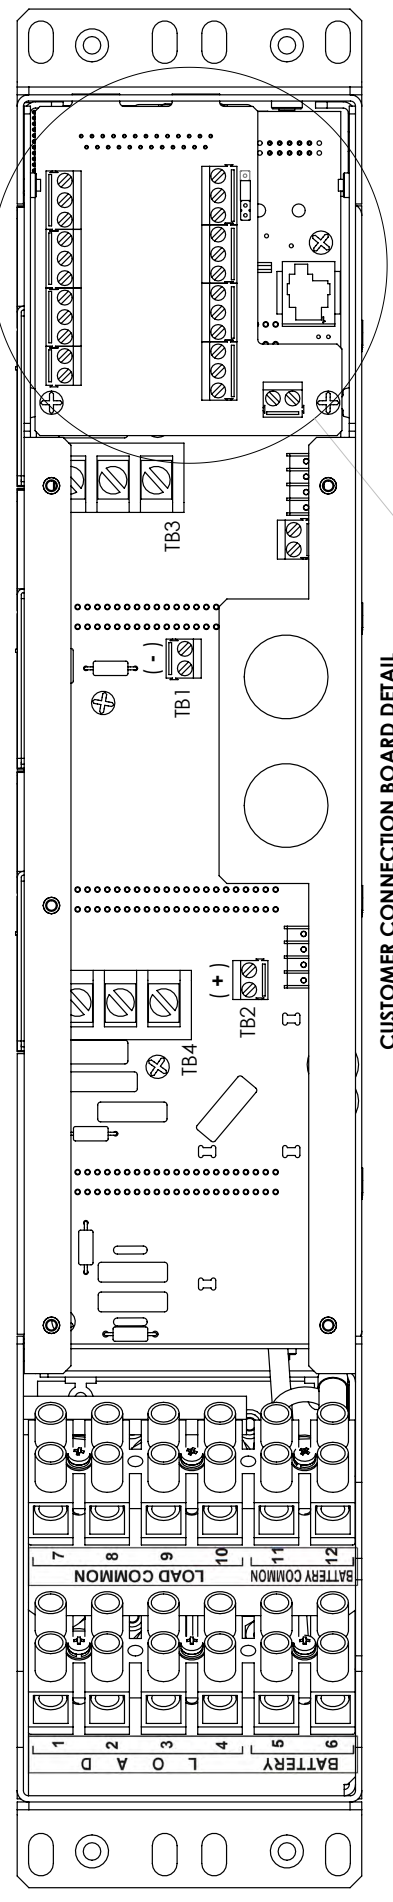 TB3
(-)
TB1
CUSTOMER CONNECTION BOARD DETAIL
(+)
TB2
TB4
7 8 9 10 11 12
LOAD COMMON BATTERY COMMON
1 2 3 4 5 6
LOAD BATTERY